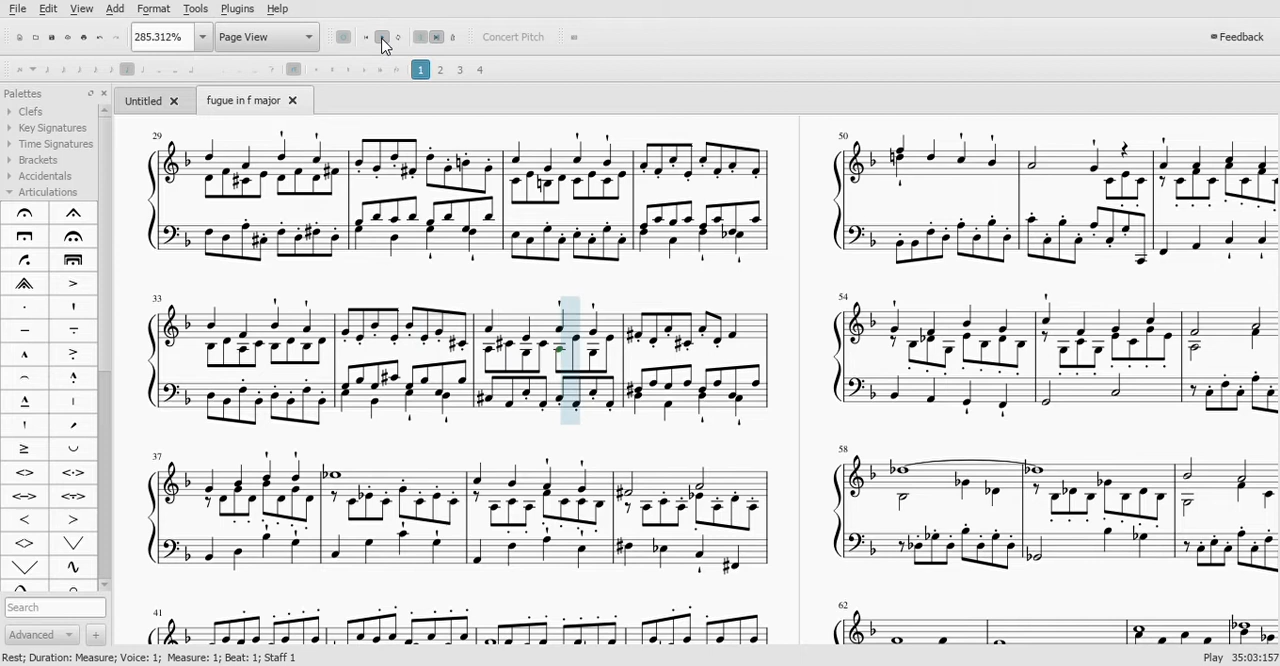 File Edit View Add Format Tools Plugins Help
285.312% Page View Concert Pitch Feedback
1 2 3 4
Palettes
Untitled fugue in f major
Clefs
Key Signatures
Time Signatures
Brackets
Accidentals
Articulations
29
50
33
54
37
58
41
62
Search
Advanced +
Rest; Duration: Measure; Voice: 1; Measure: 1; Beat: 1; Staff 1 Play 35:03:157